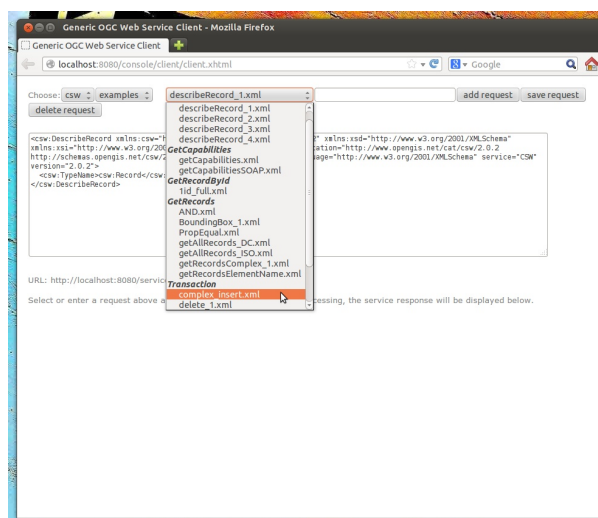 Generic OGC Web Service Client - Mozilla Firefox
Generic OGC Web Service Client
localhost:8080/console/client/client.xhtml
Google
Choose: csw examples describeRecord_1.xml add request save request
delete request
describeRecord_1.xml
describeRecord_2.xml
describeRecord_3.xml
describeRecord_4.xml
GetCapabilities
getCapabilities.xml
getCapabilitiesSOAP.xml
GetRecordById
1id_full.xml
GetRecords
AND.xml
BoundingBox_1.xml
PropEqual.xml
getAllRecords_DC.xml
getAllRecords_ISO.xml
getRecordsComplex_1.xml
getRecordsElementName.xml
Transaction
complex_insert.xml
delete_1.xml
<csw:DescribeRecord xmlns:csw="h 2" xmlns:xsd="http://www.w3.org/2001/XMLSchema"
xmlns:xsi="http://www.w3.org/200 tation="http://www.opengis.net/cat/csw/2.0.2
http://schemas.opengis.net/csw/2 uage="http://www.w3.org/2001/XMLSchema" service="CSW"
version="2.0.2">
<csw:TypeName>csw:Record</csw:
</csw:DescribeRecord>
URL: http://localhost:8080/servic
Select or enter a request above a cessing, the service response will be displayed below.